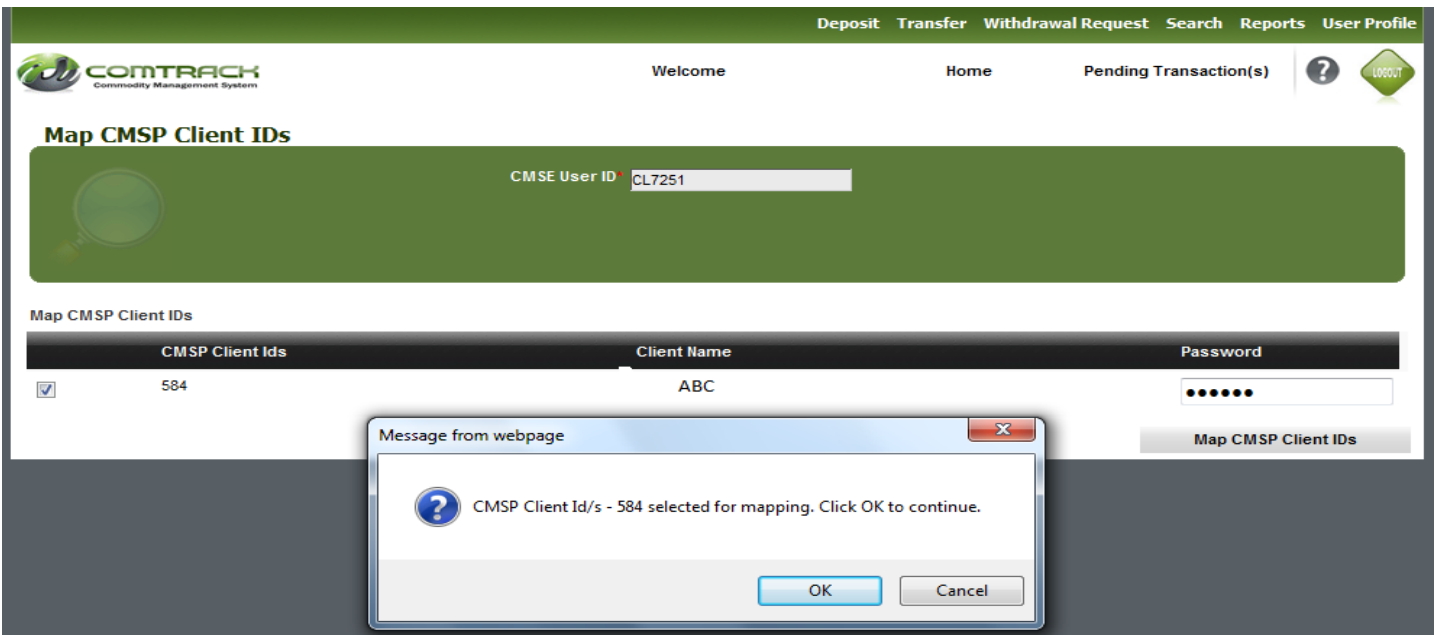 Deposit Transfer Withdrawal Request Search Reports User Profile
COMTRACK
Commodity Management System
Welcome Home Pending Transaction(s) ? LOGOUT
Map CMSP Client IDs
CMSE User ID* CL7251
Map CMSP Client IDs
CMSP Client Ids Client Name Password
584 ABC ••••••
Message from webpage
Map CMSP Client IDs
CMSP Client Id/s - 584 selected for mapping. Click OK to continue.
OK Cancel